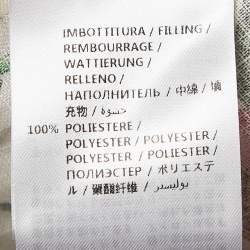 IMBOTTITURA / FILLING /
REMBOURRAGE /
WATTIERUNG /
RELLENO /
НАПОЛНИТЕЛЬ / 中綿 / 填
充物 / حشوة /
100% POLIESTERE /
POLYESTER / POLYESTER /
POLYESTER / POLIESTER /
ПОЛИЭСТЕР / ポリエステ
ル / 聚酯纤维 / بوليستر /